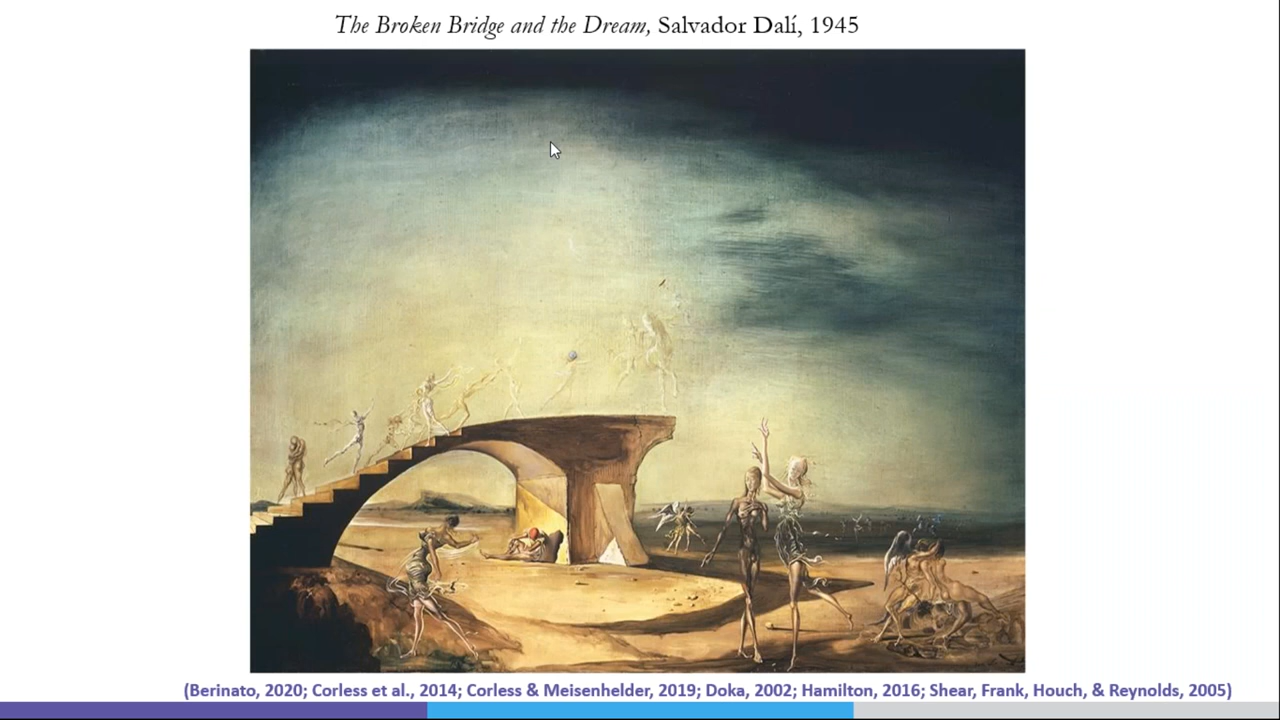 The Broken Bridge and the Dream, Salvador Dalí, 1945
(Berinato, 2020; Corless et al., 2014; Corless & Meisenhelder, 2019; Doka, 2002; Hamilton, 2016; Shear, Frank, Houch, & Reynolds, 2005)